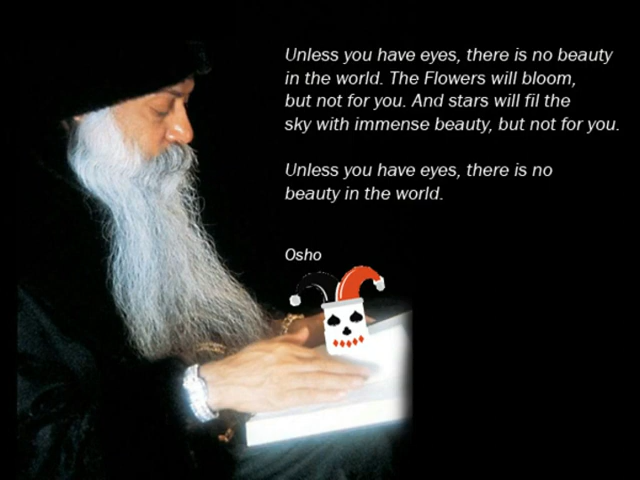 Unless you have eyes, there is no beauty
in the world. The Flowers will bloom,
but not for you. And stars will fil the
sky with immense beauty, but not for you.
Unless you have eyes, there is no
beauty in the world.
Osho